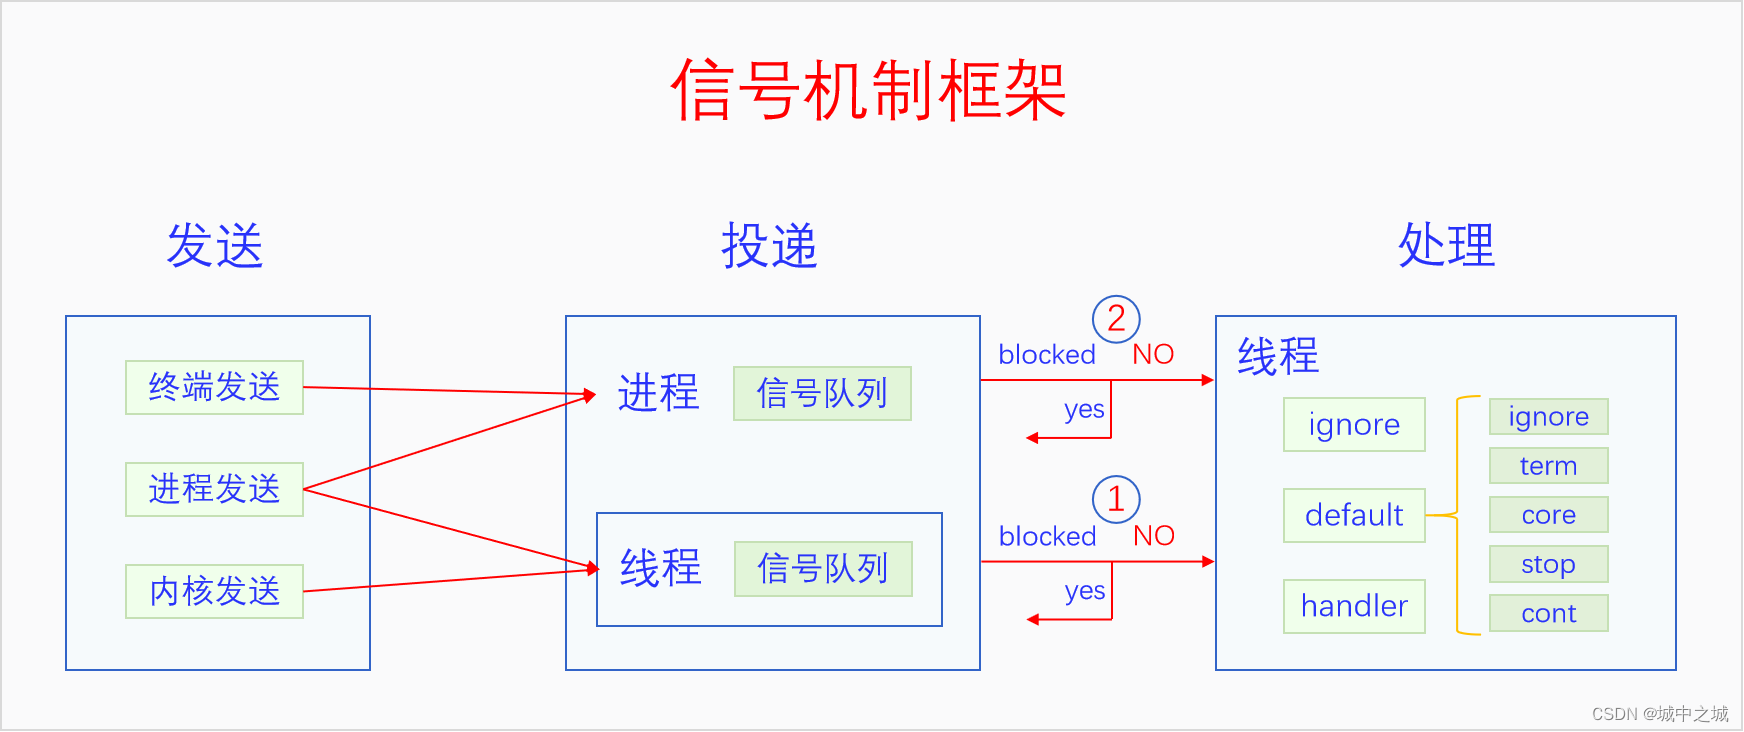 信号机制框架
发送
投递
处理
终端发送
进程发送
内核发送
进程
信号队列
线程
信号队列
2
blocked
NO
yes
1
blocked
NO
yes
线程
ignore
default
handler
ignore
term
core
stop
cont
CSDN @城中之城